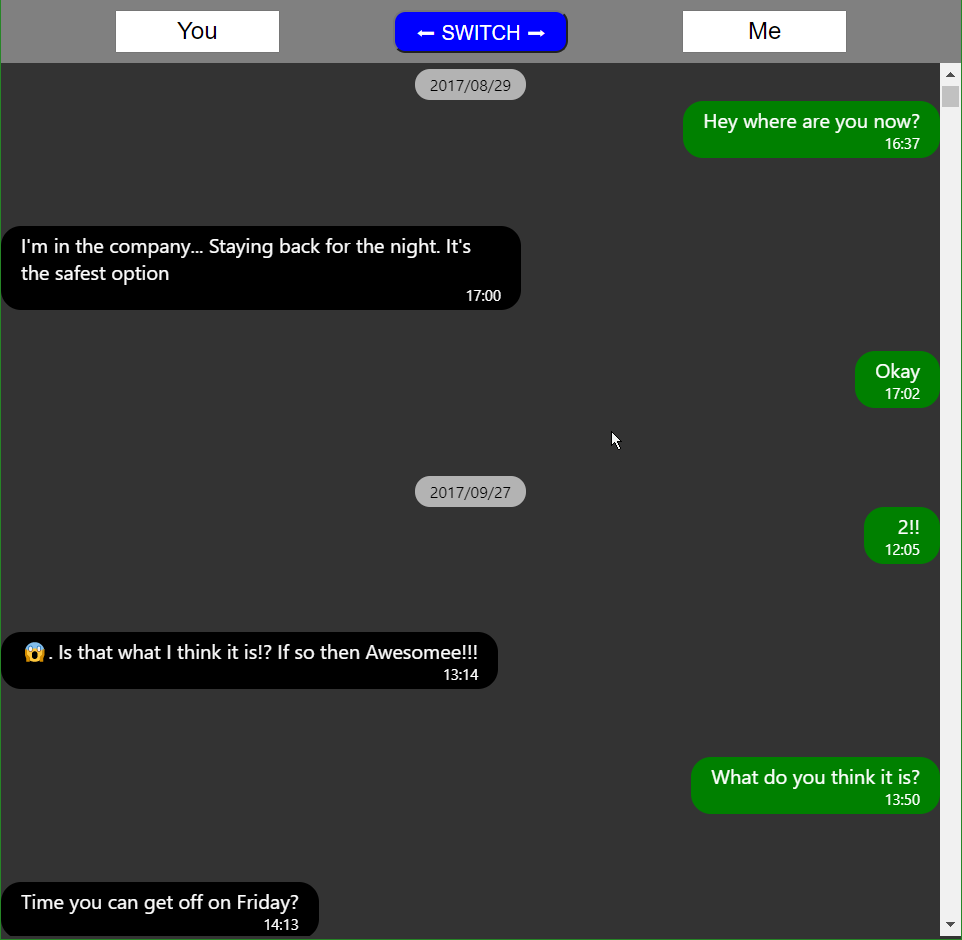 You
← SWITCH →
Me
2017/08/29
Hey where are you now?
16:37
I'm in the company... Staying back for the night. It's
the safest option
17:00
Okay
17:02
2017/09/27
2!!
12:05
😱. Is that what I think it is!? If so then Awesomee!!!
13:14
What do you think it is?
13:50
Time you can get off on Friday?
14:13